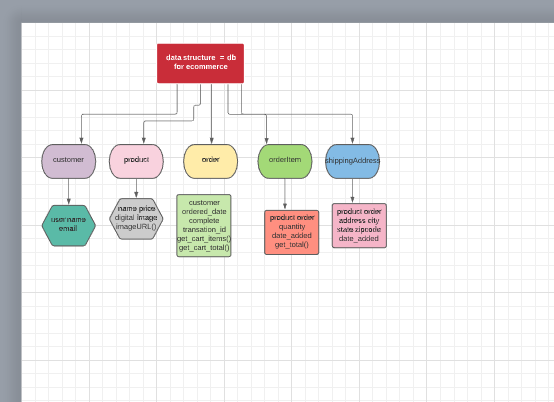 data structure = db
for ecommerce
customer
product
order
orderItem
shippingAddress
user name
email
name price
digital image
imageURL()
customer
ordered_date
complete
transation_id
get_cart_items()
get_cart_total()
product order
quantity
date_added
get_total()
product order
address city
state zipcode
date_added